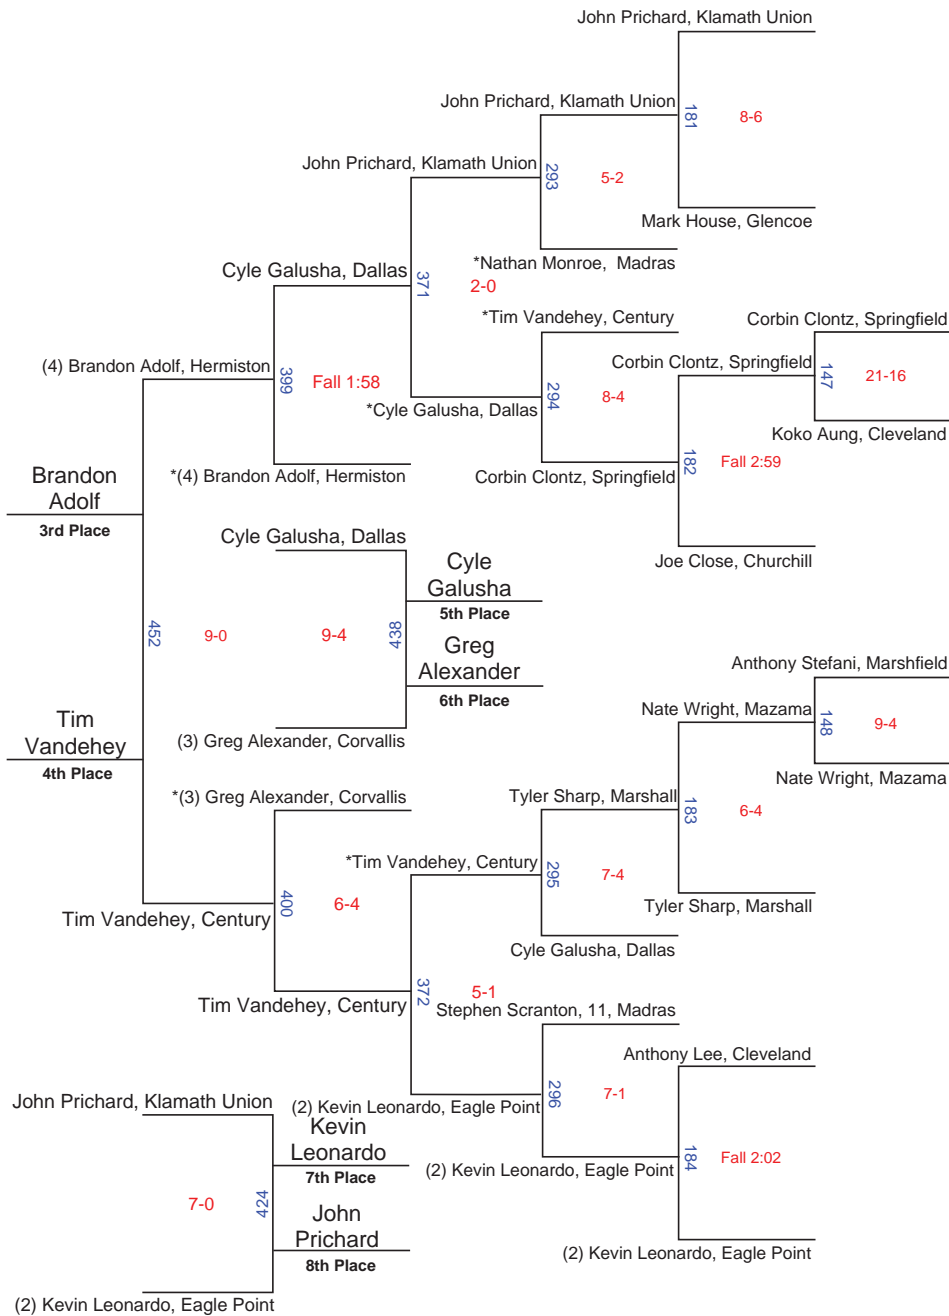 John Prichard, Klamath Union
John Prichard, Klamath Union
181
8-6
John Prichard, Klamath Union
293
5-2
Mark House, Glencoe
*Nathan Monroe, Madras
Cyle Galusha, Dallas
371
2-0
*Tim Vandehey, Century
Corbin Clontz, Springfield
(4) Brandon Adolf, Hermiston
399
Fall 1:58
Corbin Clontz, Springfield
147
21-16
*Cyle Galusha, Dallas
294
8-4
Koko Aung, Cleveland
*(4) Brandon Adolf, Hermiston
Corbin Clontz, Springfield
182
Fall 2:59
Brandon
Adolf
3rd Place
Cyle Galusha, Dallas
Joe Close, Churchill
Cyle
Galusha
5th Place
452
9-0
9-4
438
Greg
Alexander
6th Place
Anthony Stefani, Marshfield
Tim
Vandehey
4th Place
Nate Wright, Mazama
148
9-4
(3) Greg Alexander, Corvallis
Nate Wright, Mazama
*(3) Greg Alexander, Corvallis
Tyler Sharp, Marshall
183
6-4
*Tim Vandehey, Century
295
7-4
Tim Vandehey, Century
400
6-4
Tyler Sharp, Marshall
Cyle Galusha, Dallas
Tim Vandehey, Century
372
5-1
Stephen Scranton, 11, Madras
Anthony Lee, Cleveland
John Prichard, Klamath Union
(2) Kevin Leonardo, Eagle Point
296
7-1
Kevin
Leonardo
7th Place
(2) Kevin Leonardo, Eagle Point
184
Fall 2:02
7-0
424
John
Prichard
8th Place
(2) Kevin Leonardo, Eagle Point
(2) Kevin Leonardo, Eagle Point